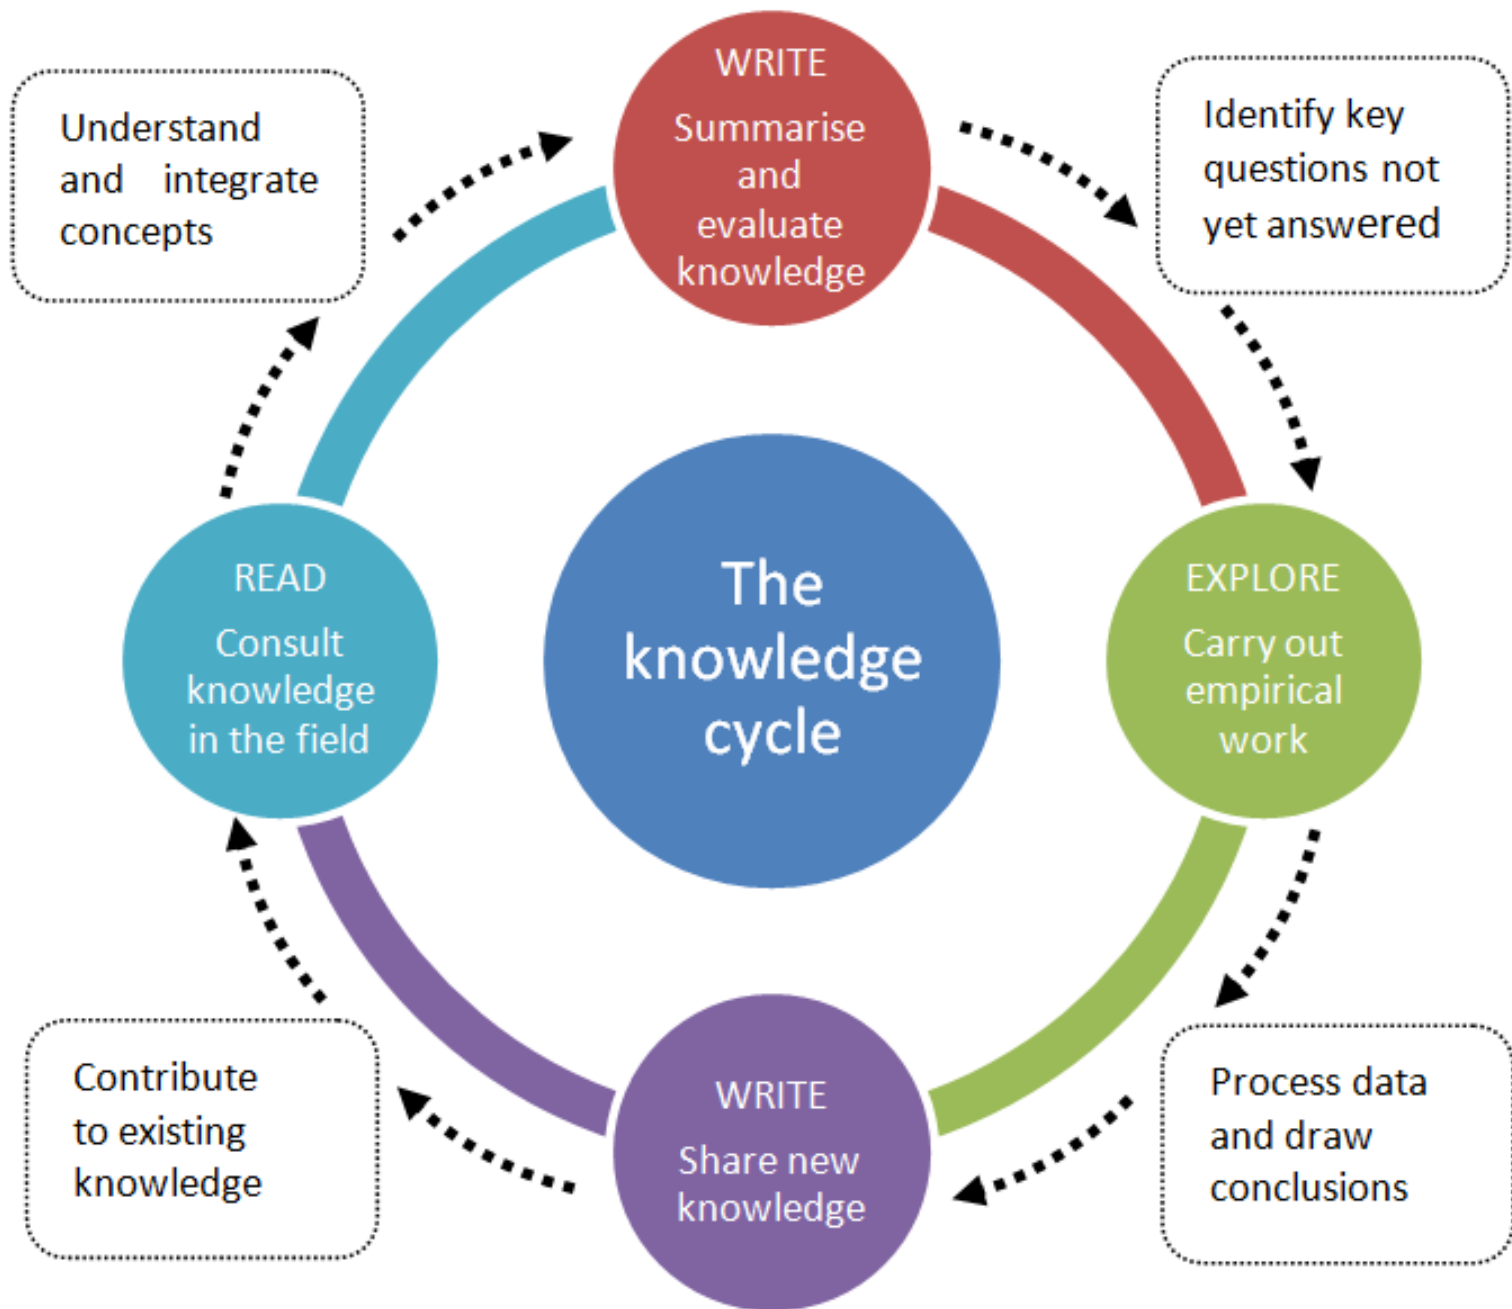 WRITE
Summarise
and
evaluate
knowledge
Identify key
questions not
yet answered
EXPLORE
Carry out
empirical
work
Process data
and draw
conclusions
WRITE
Share new
knowledge
Contribute
to existing
knowledge
READ
Consult
knowledge
in the field
Understand
and integrate
concepts
The
knowledge
cycle